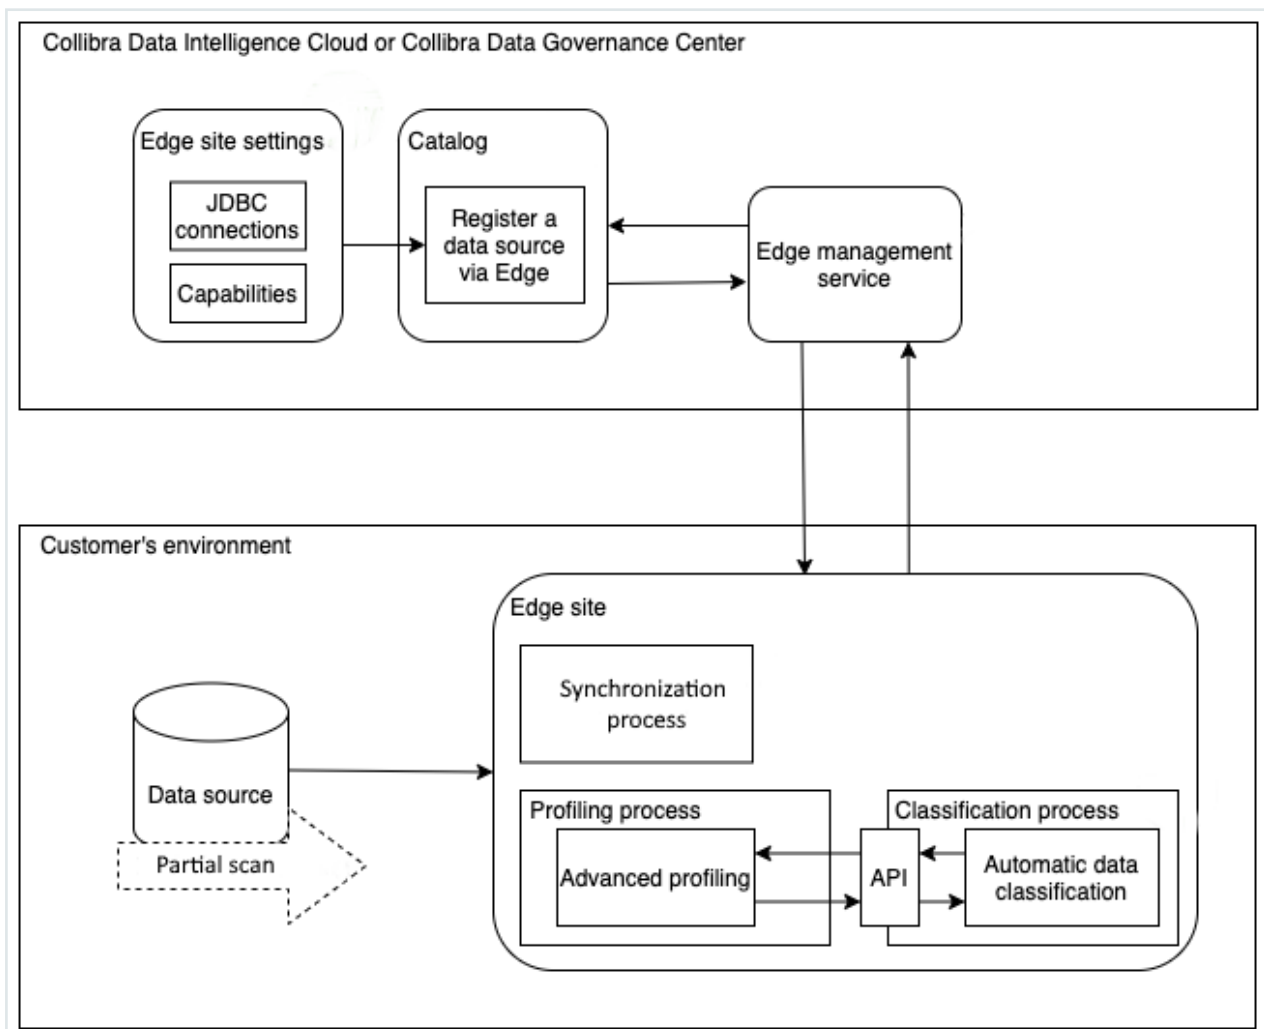 Collibra Data Intelligence Cloud or Collibra Data Governance Center
Edge site settings
JDBC
connections
Capabilities
Catalog
Register a
data source
via Edge
Edge management
service
Customer's environment
Edge site
Synchronization
process
Data source
Partial scan
Profiling process
Advanced profiling
API
Classification process
Automatic data
classification